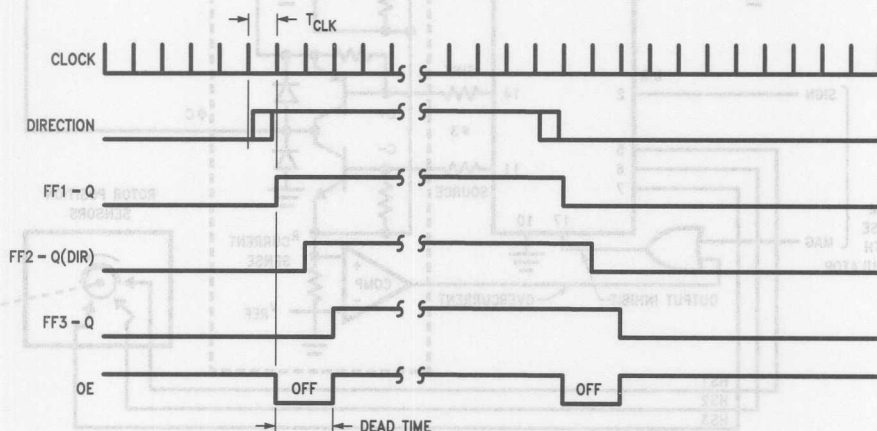 T_CLK
CLOCK
DIRECTION
FF1 – Q
FF2 – Q(DIR)
FF3 – Q
OE
OFF
OFF
DEAD TIME